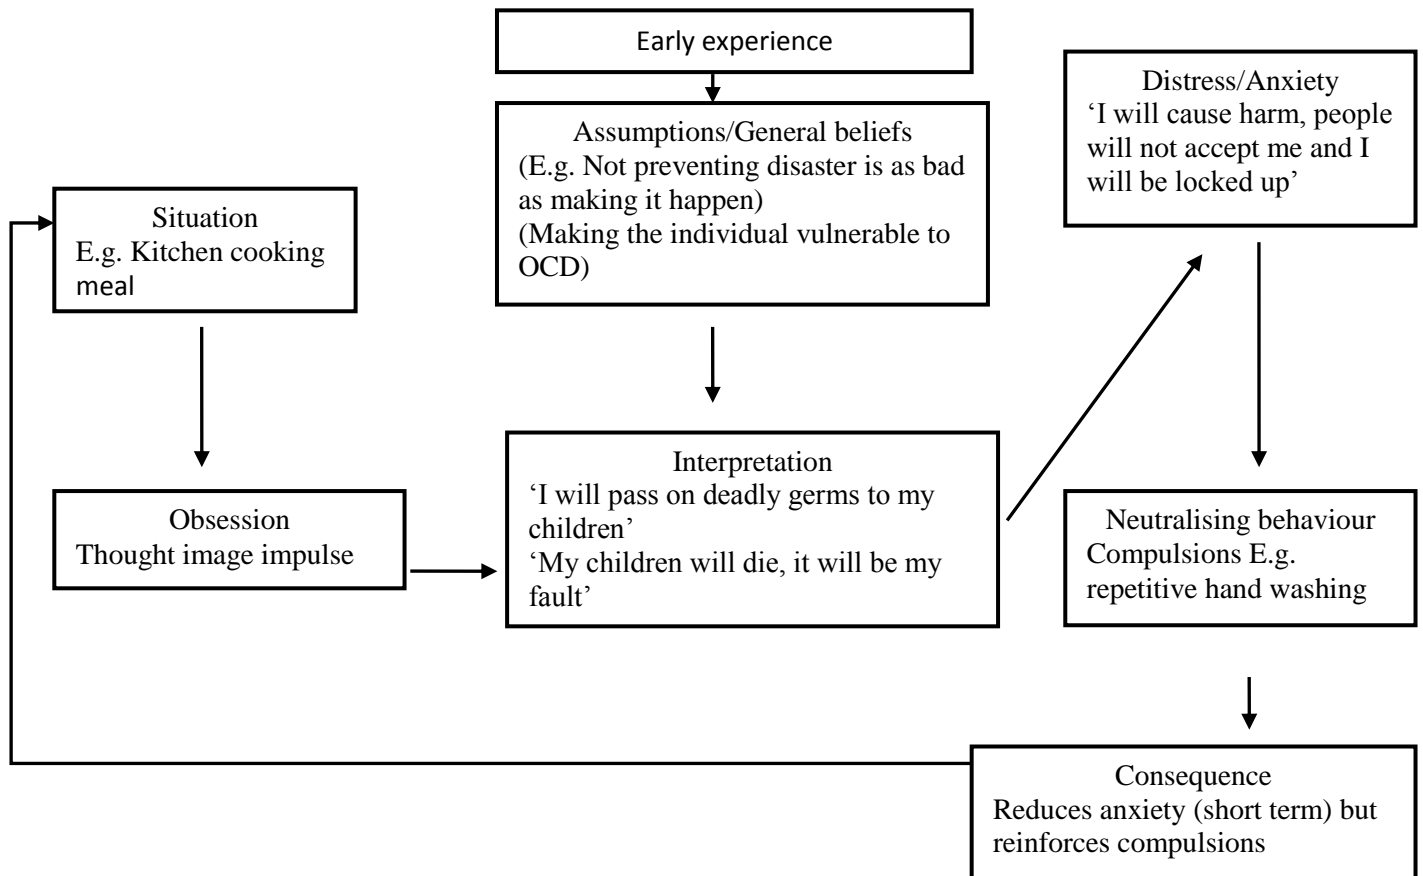 Early experience
Assumptions/General beliefs
(E.g. Not preventing disaster is as bad
as making it happen)
(Making the individual vulnerable to
OCD)
Situation
E.g. Kitchen cooking
meal
Obsession
Thought image impulse
Interpretation
‘I will pass on deadly germs to my
children’
‘My children will die, it will be my
fault’
Distress/Anxiety
‘I will cause harm, people
will not accept me and I
will be locked up’
Neutralising behaviour
Compulsions E.g.
repetitive hand washing
Consequence
Reduces anxiety (short term) but
reinforces compulsions